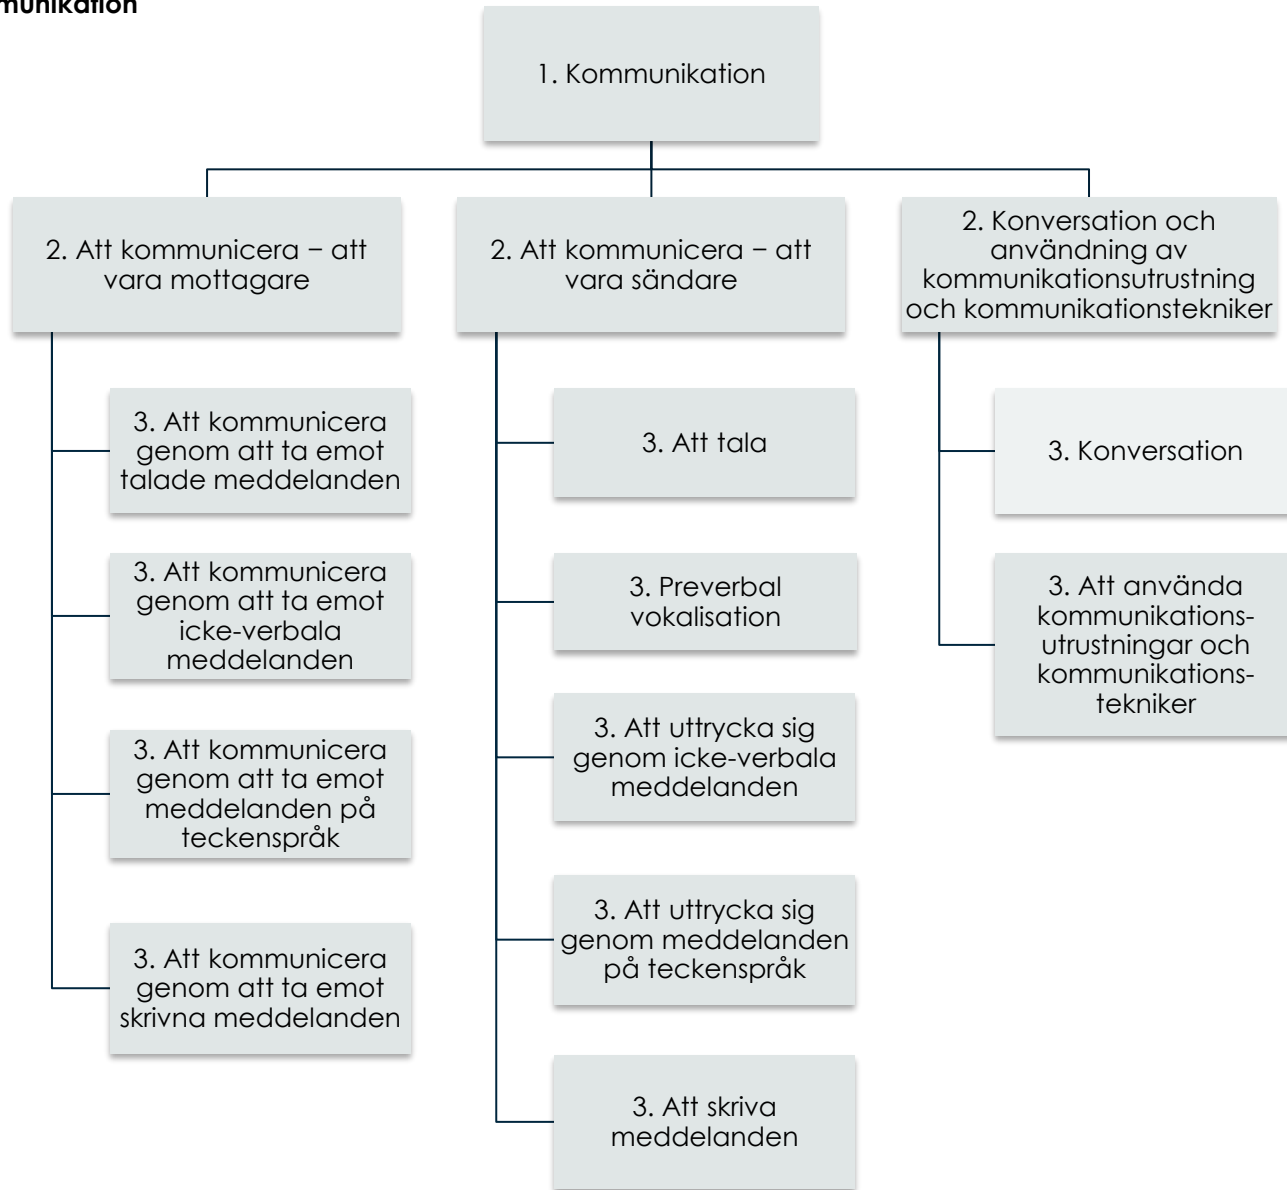 munikation
1. Kommunikation
2. Att kommunicera – att
vara mottagare
3. Att kommunicera
genom att ta emot
talade meddelanden
3. Att kommunicera
genom att ta emot
icke-verbala
meddelanden
3. Att kommunicera
genom att ta emot
meddelanden på
teckenspråk
3. Att kommunicera
genom att ta emot
skrivna meddelanden
2. Att kommunicera – att
vara sändare
3. Att tala
3. Preverbal
vokalisation
3. Att uttrycka sig
genom icke-verbala
meddelanden
3. Att uttrycka sig
genom meddelanden
på teckenspråk
3. Att skriva
meddelanden
2. Konversation och
användning av
kommunikationsutrustning
och kommunikationstekniker
3. Konversation
3. Att använda
kommunikations-
utrustningar och
kommunikations-
tekniker